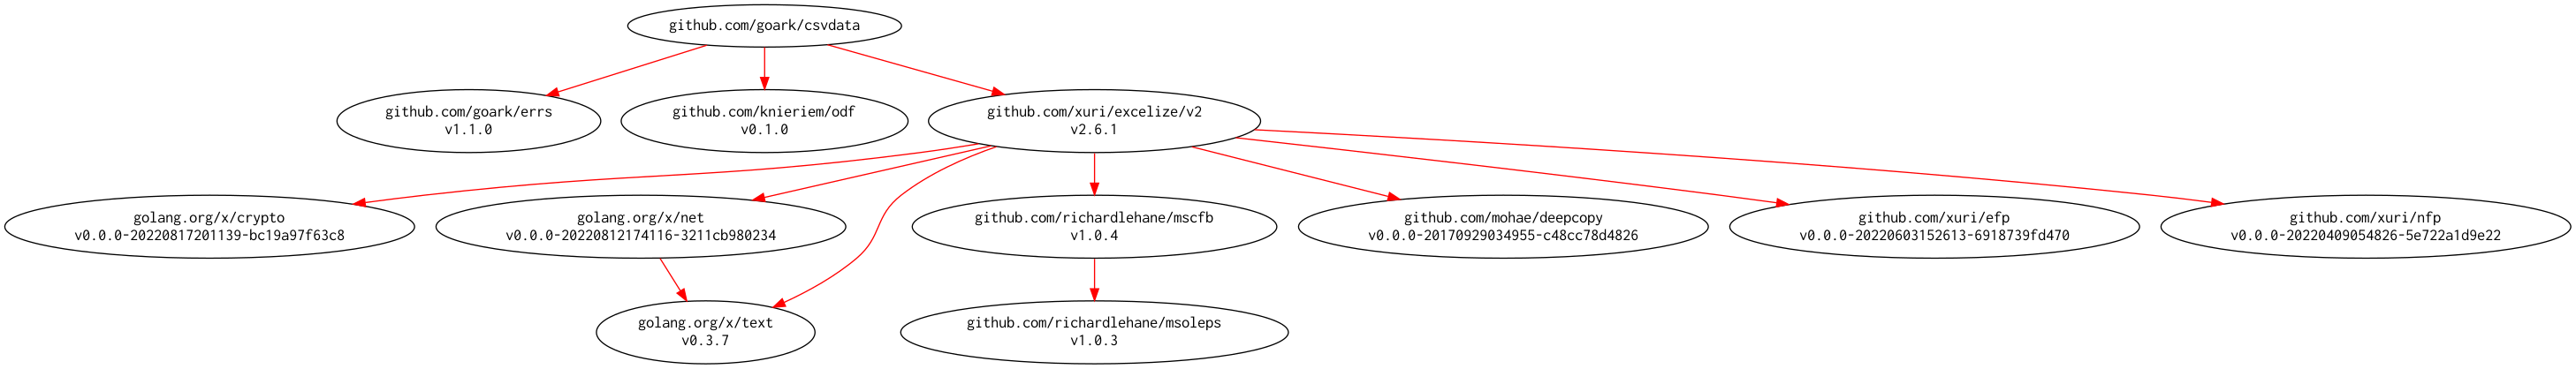 github.com/goark/csvdata
github.com/goark/errs
v1.1.0
github.com/knieriem/odf
v0.1.0
github.com/xuri/excelize/v2
v2.6.1
golang.org/x/crypto
v0.0.0-20220817201139-bc19a97f63c8
golang.org/x/net
v0.0.0-20220812174116-3211cb980234
github.com/richardlehane/mscfb
v1.0.4
github.com/mohae/deepcopy
v0.0.0-20170929034955-c48cc78d4826
github.com/xuri/efp
v0.0.0-20220603152613-6918739fd470
github.com/xuri/nfp
v0.0.0-20220409054826-5e722a1d9e22
golang.org/x/text
v0.3.7
github.com/richardlehane/msoleps
v1.0.3